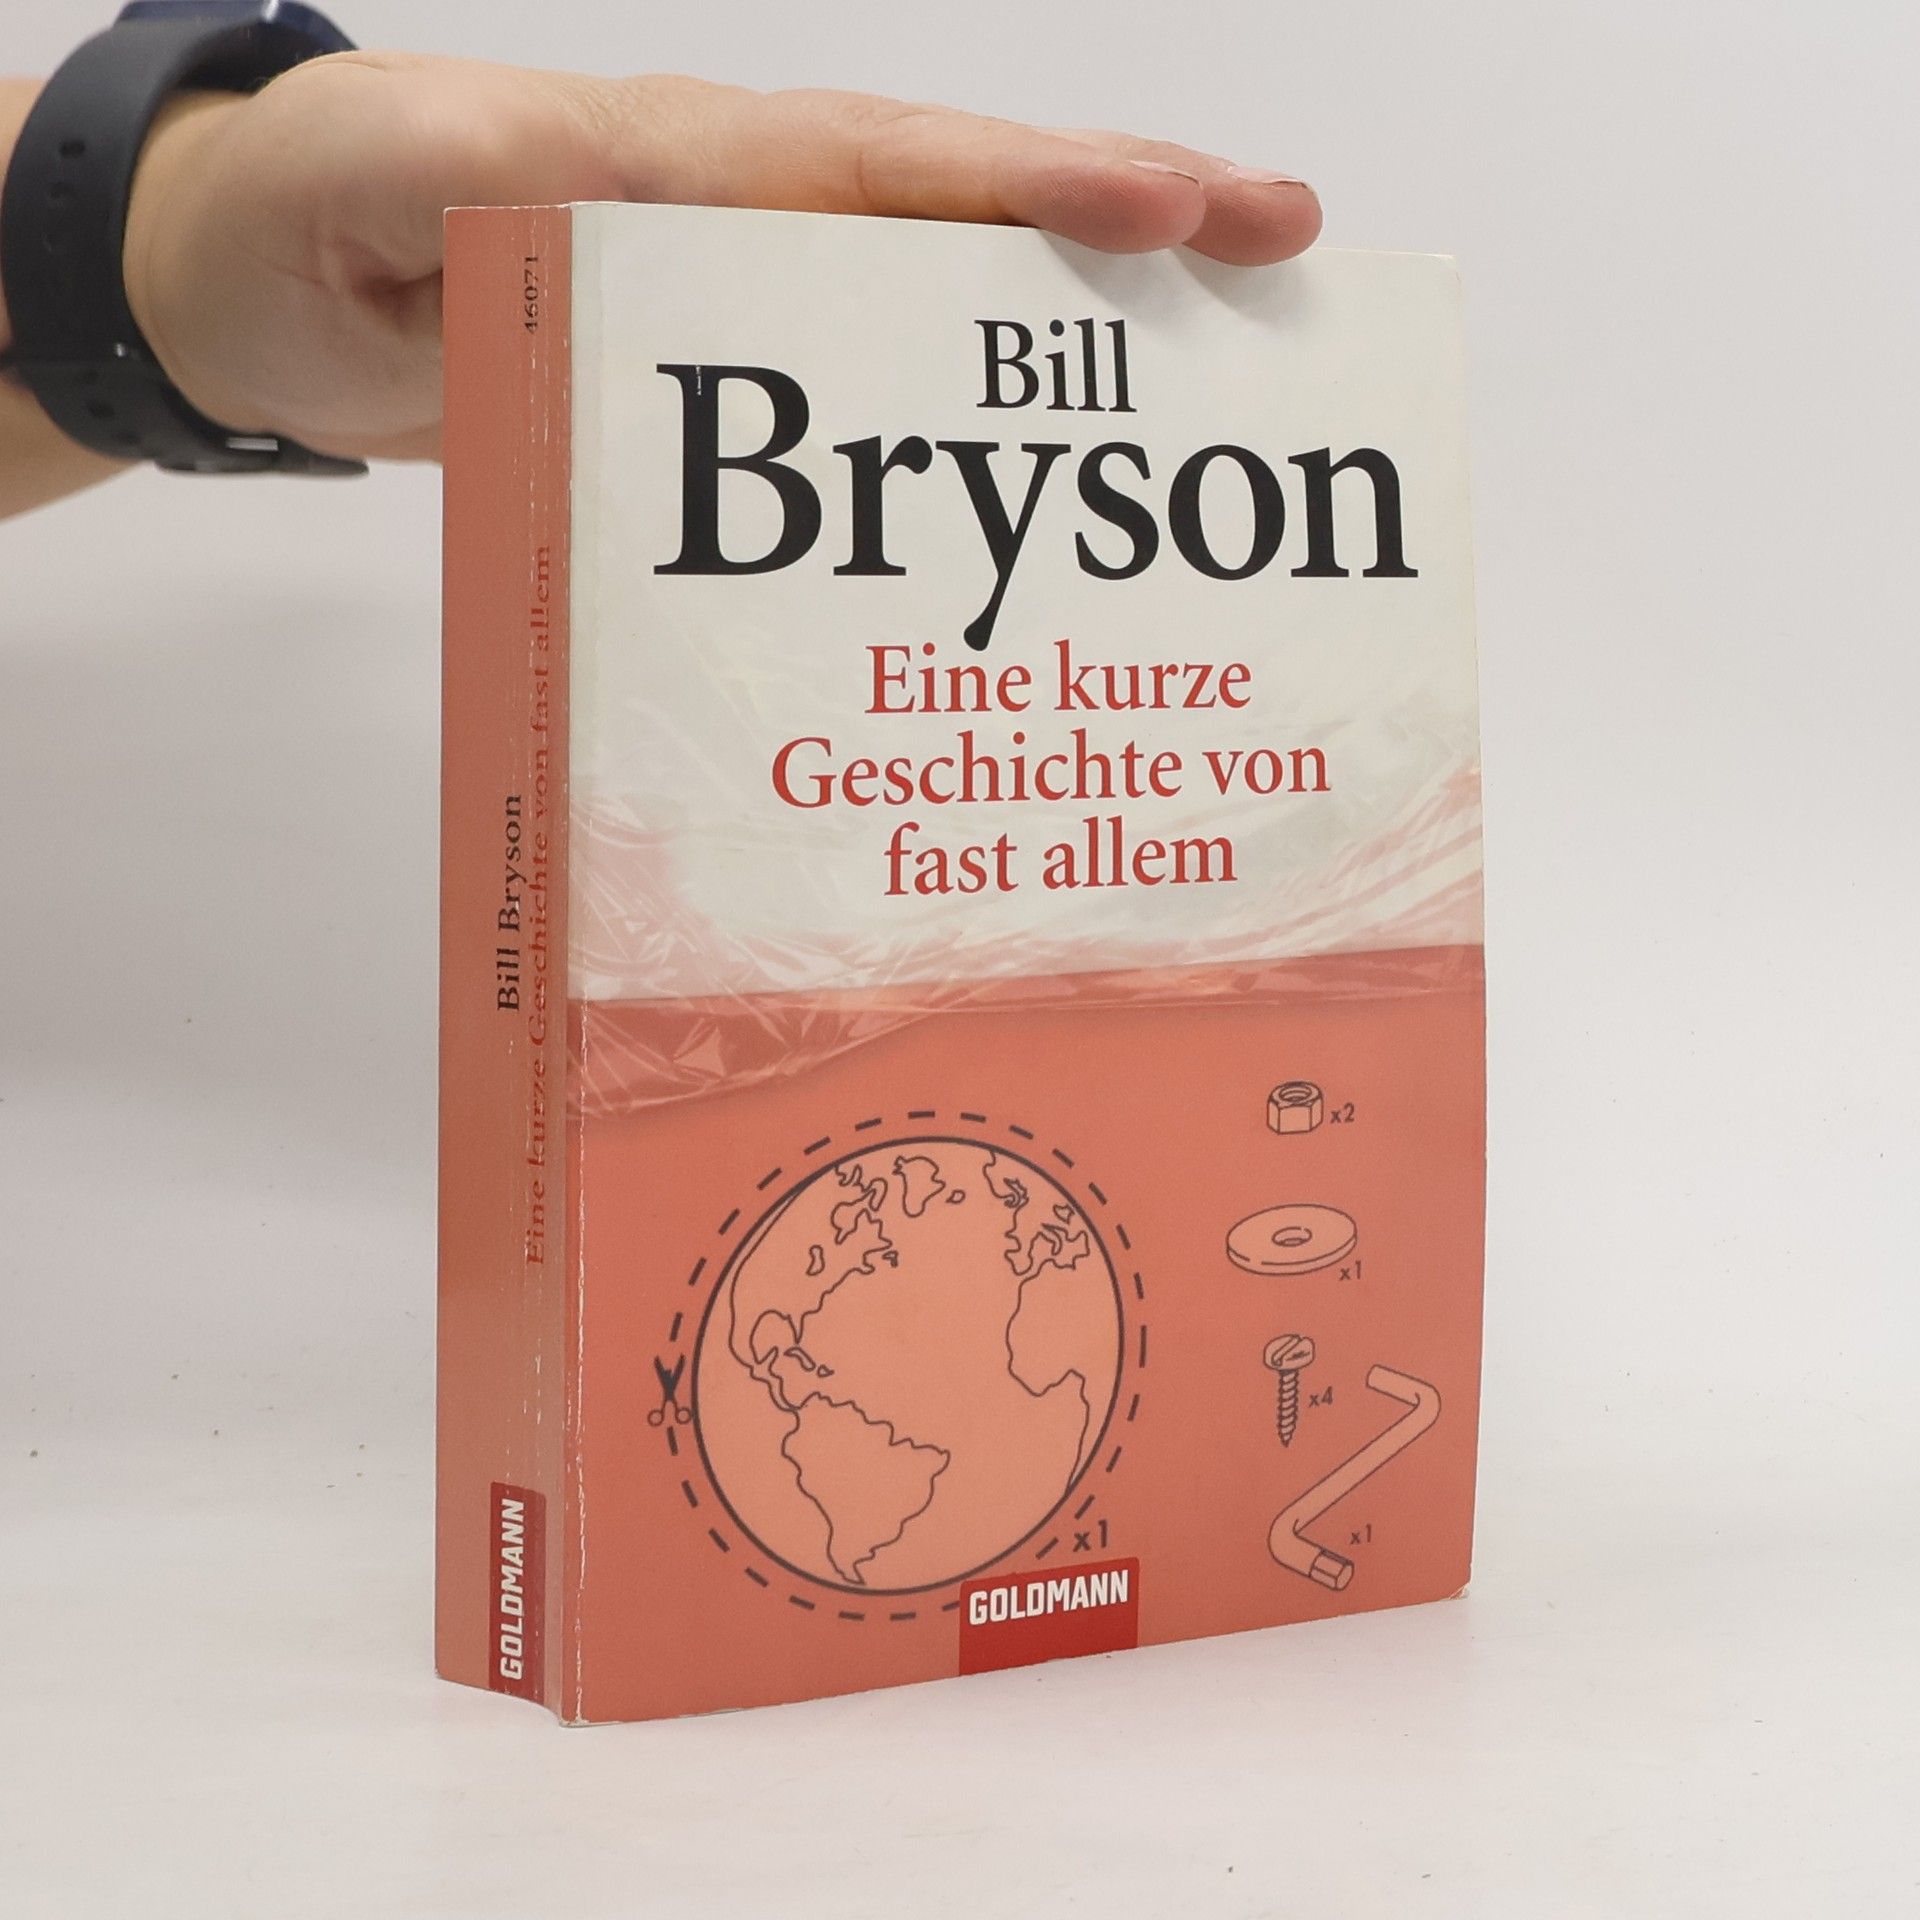 46071
Bill Bryson
Eine kurze Geschichte von fast allem
GOLDMANN
Bill
Bryson
Eine kurze
Geschichte von
fast allem
x2
x1
x4
x1
x1
GOLDMANN